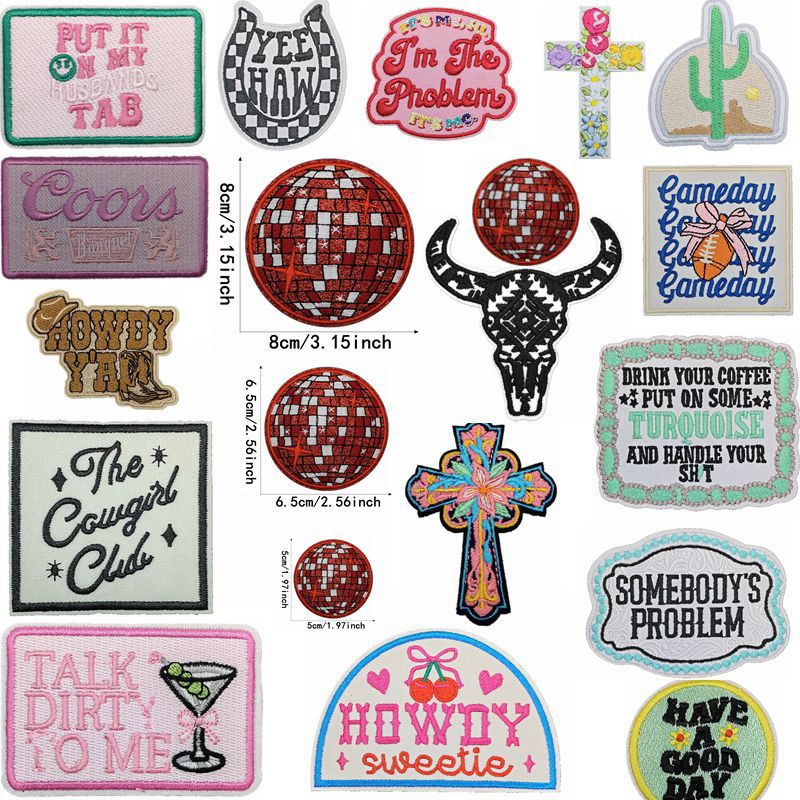 PUT IT
ON MY
HUSBANDS
TAB
YEE
HAW
IT'S ME, HI,
I'm The
Problem
IT'S ME.
Coors
Banquet
8cm/3.15inch
8cm/3.15inch
Gameday
Gameday
Gameday
Gameday
HOWDY
Y'ALL
DRINK YOUR COFFEE
PUT ON SOME
TURQUOISE
AND HANDLE YOUR
SH T
6.5cm/2.56inch
6.5cm/2.56inch
The
Cowgirl
Club
5cm/1.97inch
5cm/1.97inch
SOMEBODY'S
PROBLEM
TALK
DIRTY
TO ME
HOWDY
sweetie
HAVE
A
GOOD
DAY